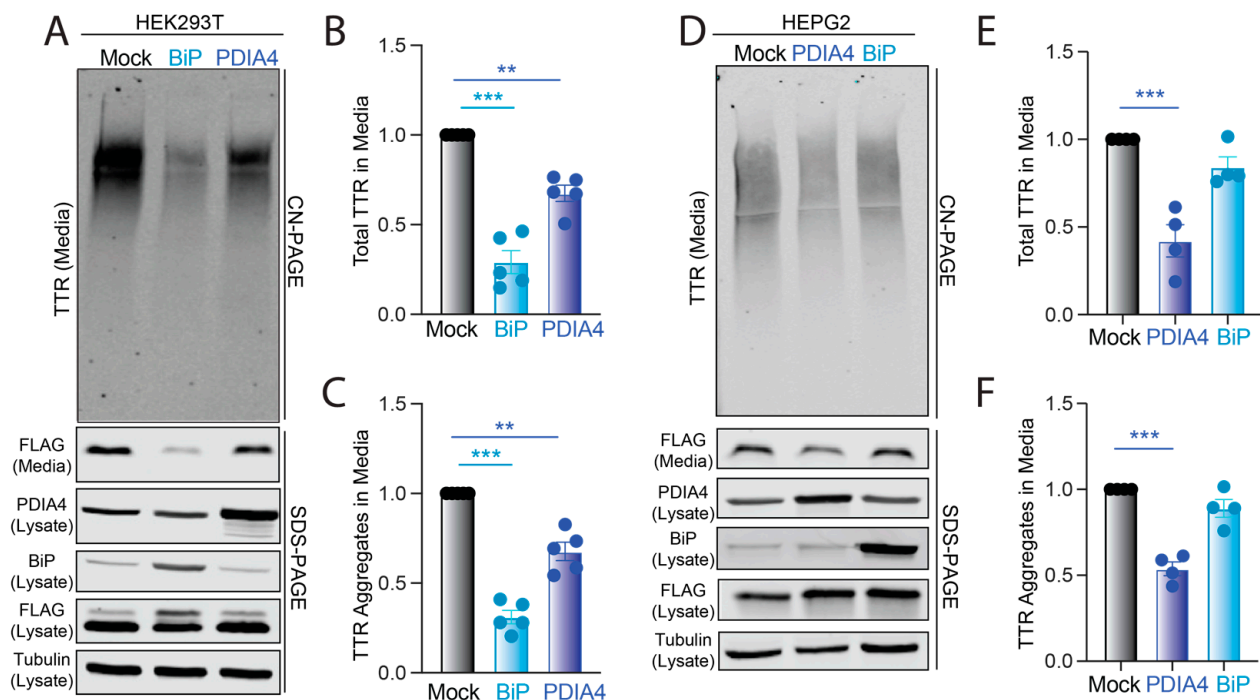 A
HEK293T
Mock BiP PDIA4
TTR (Media)
CN-PAGE
FLAG
(Media)
PDIA4
(Lysate)
BiP
(Lysate)
FLAG
(Lysate)
Tubulin
(Lysate)
SDS-PAGE
B
Total TTR in Media
1.5
1.0
0.5
0.0
**
***
Mock BiP PDIA4
C
TTR Aggregates in Media
1.5
1.0
0.5
0.0
**
***
Mock BiP PDIA4
D
HEPG2
Mock PDIA4 BiP
TTR (Media)
CN-PAGE
FLAG
(Media)
PDIA4
(Lysate)
BiP
(Lysate)
FLAG
(Lysate)
Tubulin
(Lysate)
SDS-PAGE
E
Total TTR in Media
1.5
1.0
0.5
0.0
***
Mock PDIA4 BiP
F
TTR Aggregates in Media
1.5
1.0
0.5
0.0
***
Mock PDIA4 BiP